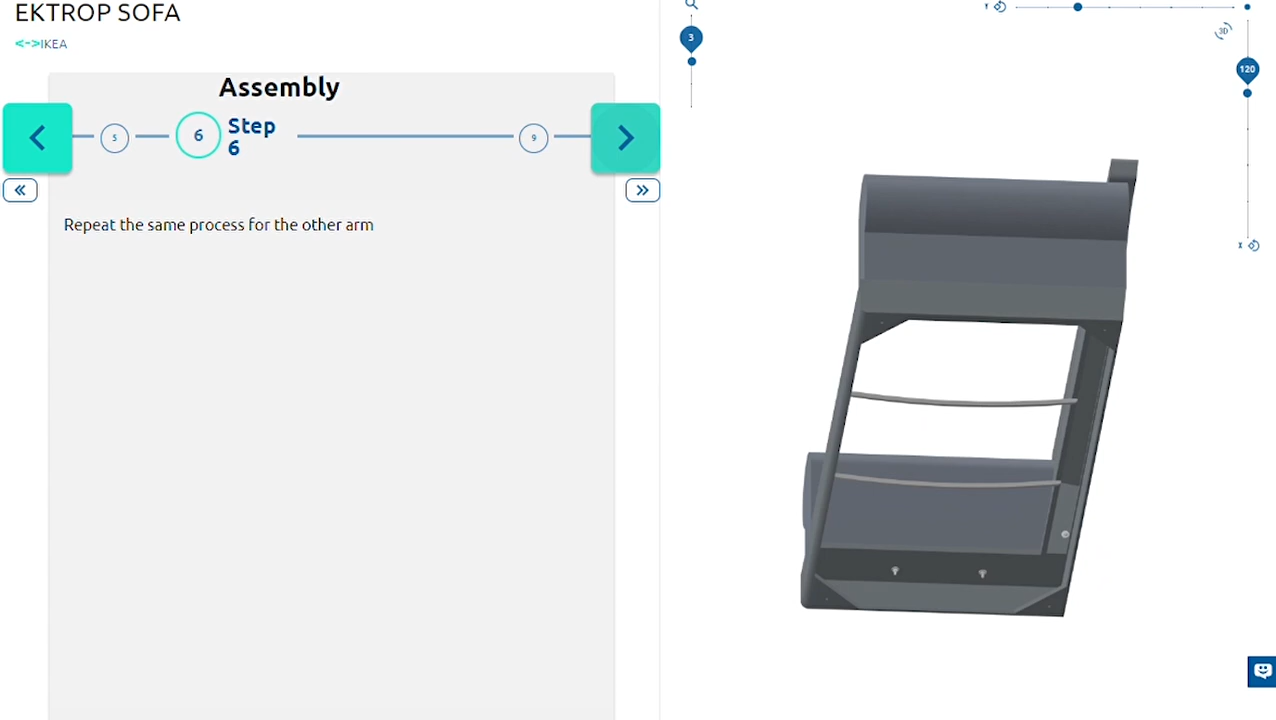 EKTROP SOFA
<->IKEA
Assembly
5
6
Step
6
9
Repeat the same process for the other arm
3
Y
3D
120
X